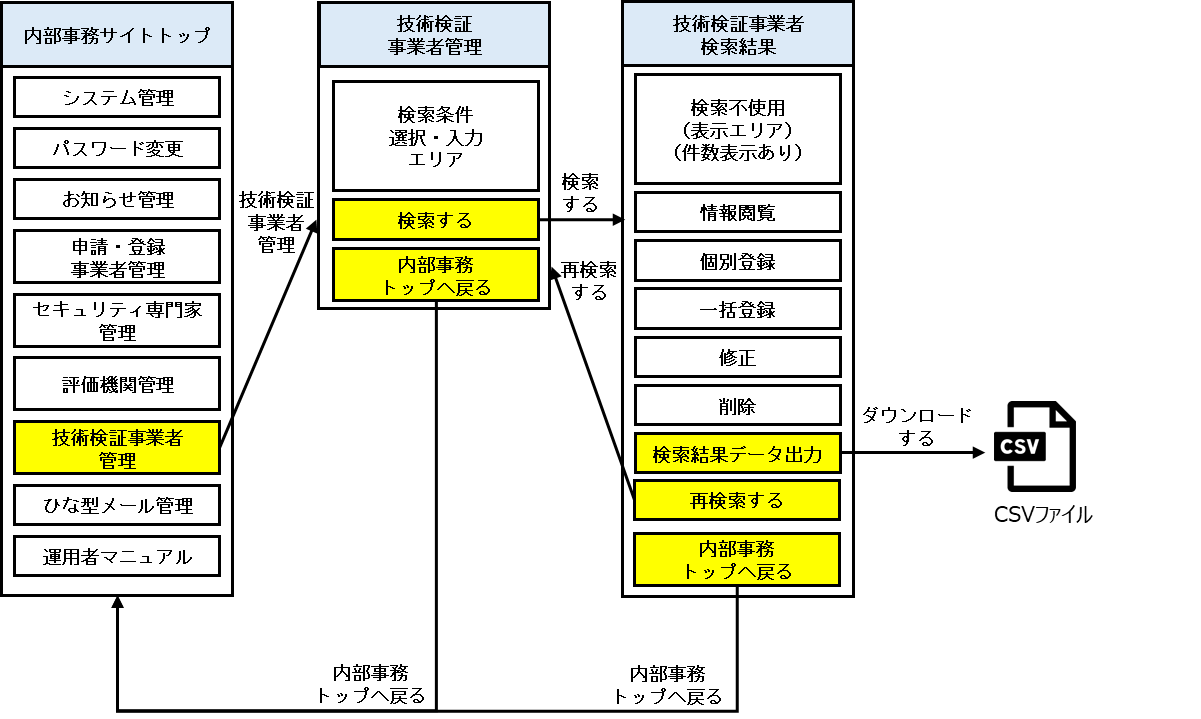 内部事務サイトトップ
システム管理
パスワード変更
お知らせ管理
申請・登録
事業者管理
セキュリティ専門家
管理
評価機関管理
技術検証事業者
管理
ひな型メール管理
運用者マニュアル
技術検証
事業者
管理
技術検証
事業者管理
検索条件
選択・入力
エリア
検索する
内部事務
トップへ戻る
検索
する
再検索
する
技術検証事業者
検索結果
検索不使用
（表示エリア）
（件数表示あり）
情報閲覧
個別登録
一括登録
修正
削除
検索結果データ出力
再検索する
内部事務
トップへ戻る
ダウンロード
する
CSV
CSVファイル
内部事務
トップへ戻る
内部事務
トップへ戻る